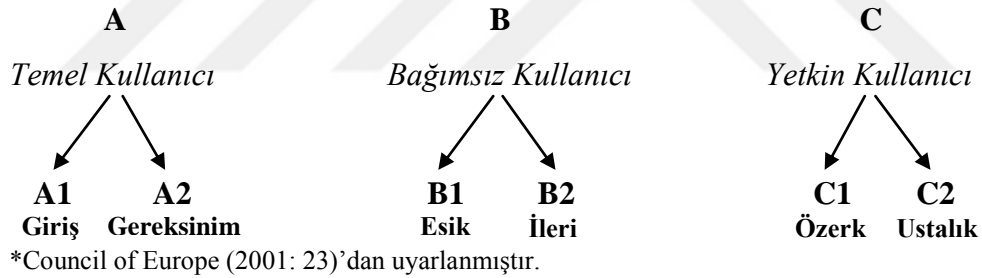 A B C
Temel Kullanıcı Bağımsız Kullanıcı Yetkin Kullanıcı
A1 A2 B1 B2 C1 C2
Giriş Gereksinim Esik İleri Özerk Ustalık
*Council of Europe (2001: 23)’dan uyarlanmıştır.